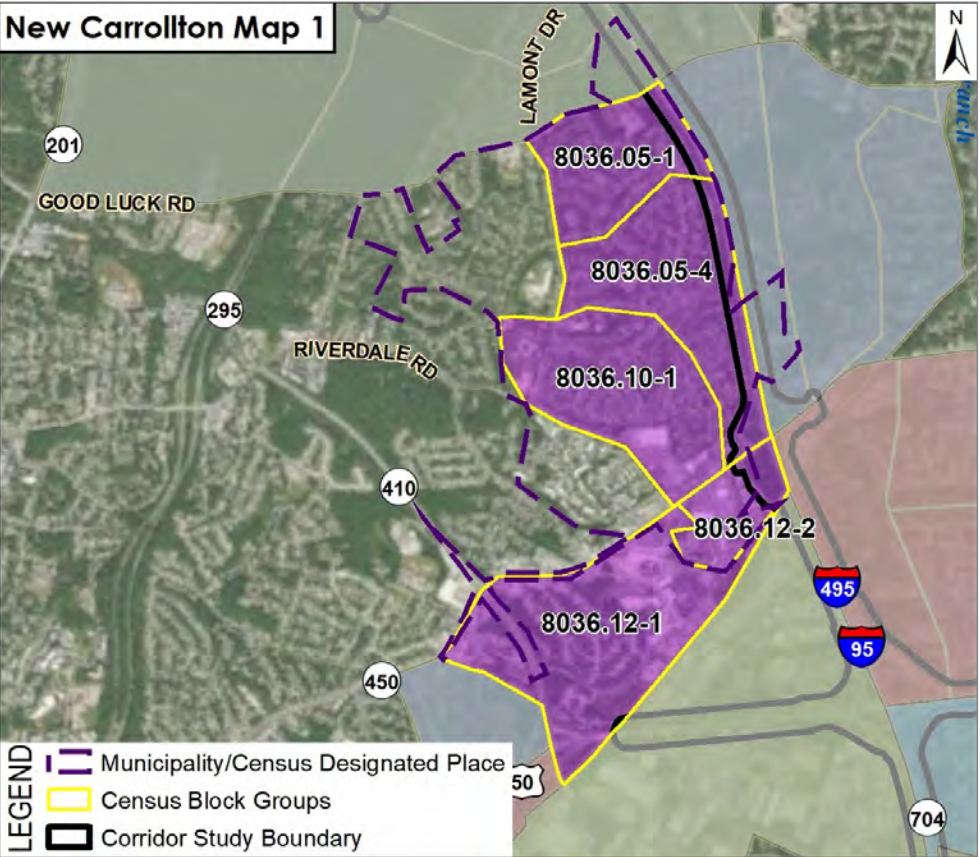 New Carrollton Map 1
N
LAMONT DR
ranch
201
8036.05-1
GOOD LUCK RD
8036.05-4
295
RIVERDALE RD
8036.10-1
410
8036.12-2
495
8036.12-1
95
450
LEGEND
Municipality/Census Designated Place
50
Census Block Groups
Corridor Study Boundary
704